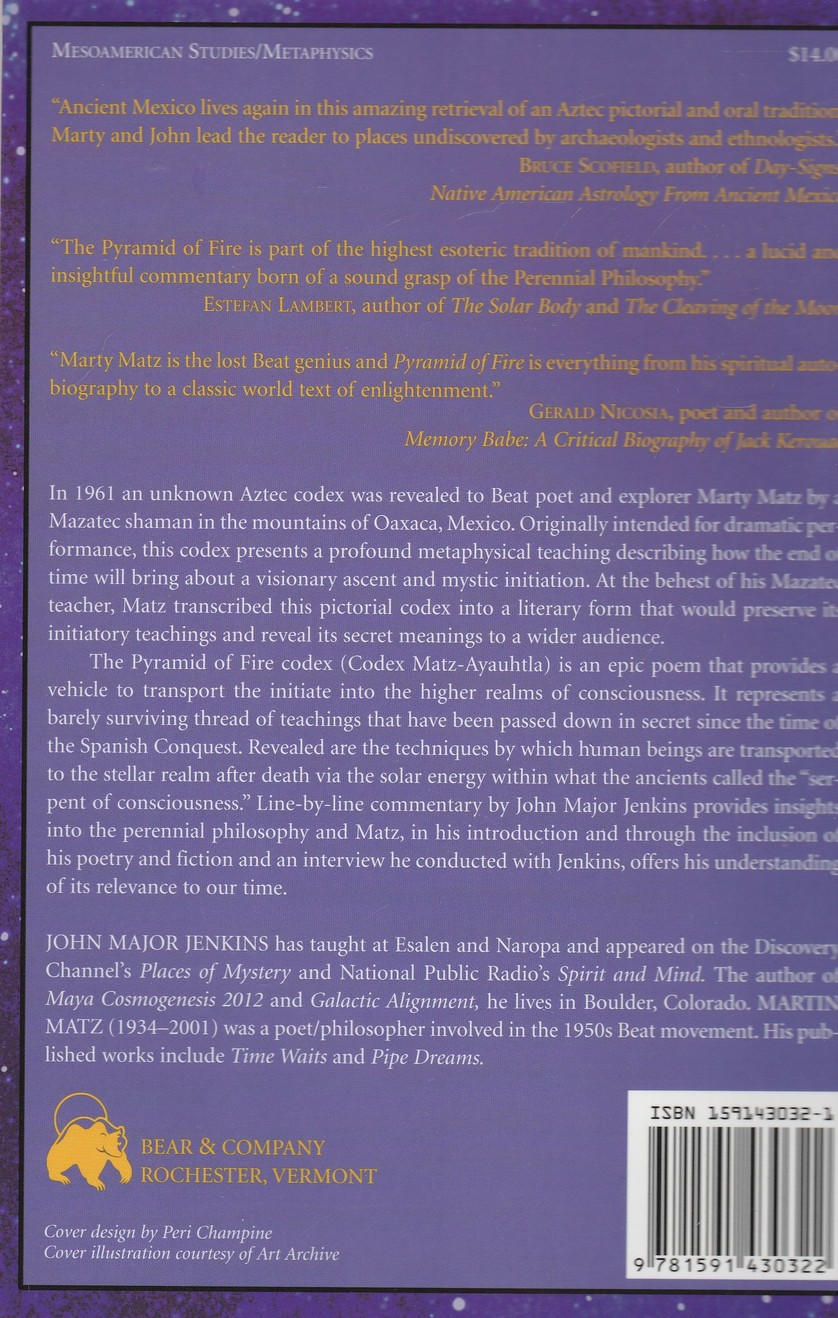 MESOAMERICAN STUDIES/METAPHYSICS $14.00
“Ancient Mexico lives again in this amazing retrieval of an Aztec pictorial and oral tradition
Marty and John lead the reader to places undiscovered by archaeologists and ethnologists.
BRUCE SCOFIELD, author of Day-Signs
Native American Astrology From Ancient Mexic
“The Pyramid of Fire is part of the highest esoteric tradition of mankind. . . . a lucid and
insightful commentary born of a sound grasp of the Perennial Philosophy.”
ESTEFAN LAMBERT, author of The Solar Body and The Cleaving of the Moon
“Marty Matz is the lost Beat genius and Pyramid of Fire is everything from his spiritual auto-
biography to a classic world text of enlightenment.”
GERALD NICOSIA, poet and author o
Memory Babe: A Critical Biography of Jack Keroua
In 1961 an unknown Aztec codex was revealed to Beat poet and explorer Marty Matz by a
Mazatec shaman in the mountains of Oaxaca, Mexico. Originally intended for dramatic per-
formance, this codex presents a profound metaphysical teaching describing how the end o
time will bring about a visionary ascent and mystic initiation. At the behest of his Mazatec
teacher, Matz transcribed this pictorial codex into a literary form that would preserve its
initiatory teachings and reveal its secret meanings to a wider audience.
The Pyramid of Fire codex (Codex Matz-Ayauhtla) is an epic poem that provides a
vehicle to transport the initiate into the higher realms of consciousness. It represents
barely surviving thread of teachings that have been passed down in secret since the time of
the Spanish Conquest. Revealed are the techniques by which human beings are transported
to the stellar realm after death via the solar energy within what the ancients called the “ser-
pent of consciousness.” Line-by-line commentary by John Major Jenkins provides insights
into the perennial philosophy and Matz, in his introduction and through the inclusion of
his poetry and fiction and an interview he conducted with Jenkins, offers his understanding
of its relevance to our time.
JOHN MAJOR JENKINS has taught at Esalen and Naropa and appeared on the Discovery
Channel’s Places of Mystery and National Public Radio’s Spirit and Mind. The author of
Maya Cosmogenesis 2012 and Galactic Alignment, he lives in Boulder, Colorado. MARTIN
MATZ (1934–2001) was a poet/philosopher involved in the 1950s Beat movement. His pub-
lished works include Time Waits and Pipe Dreams.
ISBN 159143032-1
BEAR & COMPANY
ROCHESTER, VERMONT
9 781591 430322
Cover design by Peri Champine
Cover illustration courtesy of Art Archive